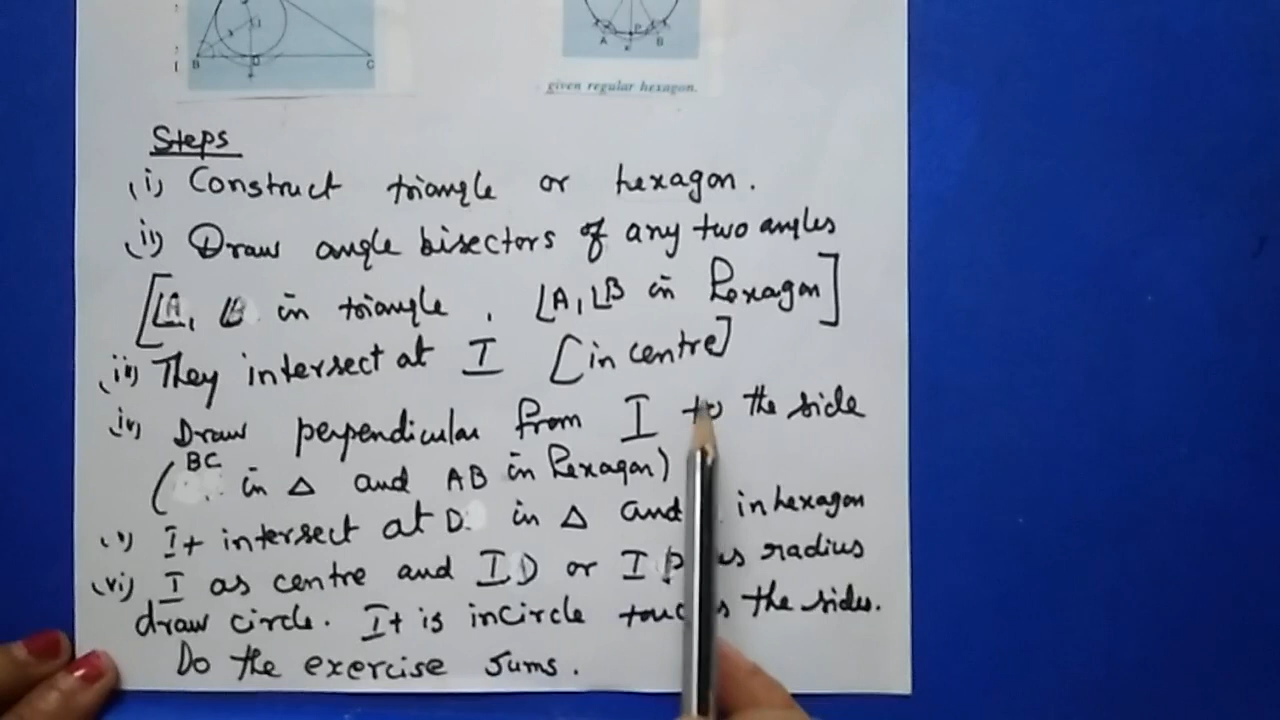 B D C
A P B
given regular hexagon.
Steps
(i) Construct triangle or hexagon.
(ii) Draw angle bisectors of any two angles
[∠A, ∠B in triangle, ∠A, ∠B in hexagon]
(iii) They intersect at I [in centre]
(iv) Draw perpendicular from I to the side
(BC in △ and AB in hexagon)
(v) It intersect at D in △ and in hexagon
(vi) I as centre and ID or IP as radius
draw circle. It is incircle the sides.
Do the exercise sums.